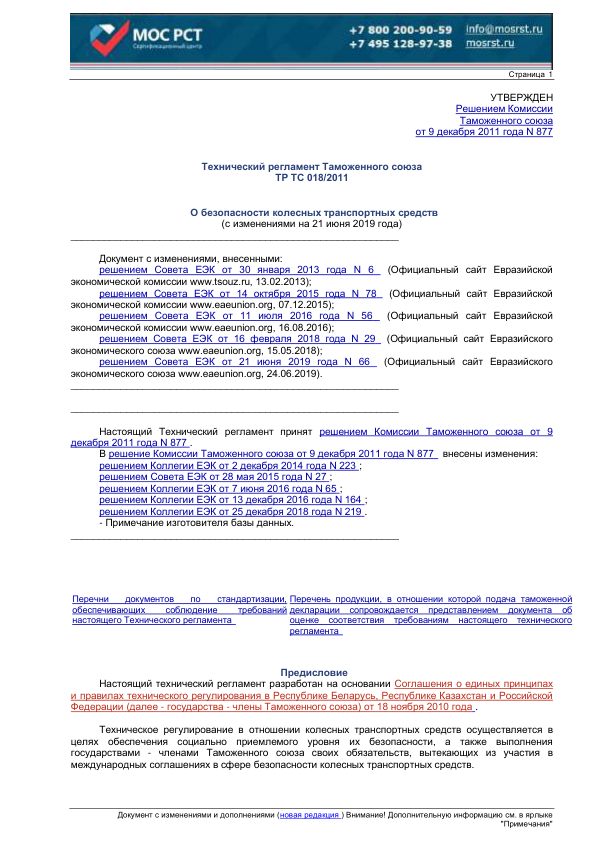 МОС РСТ
Сертификационный центр
+7 800 200-90-59
+7 495 128-97-38
info@mosrst.ru
mosrst.ru
Страница 1
УТВЕРЖДЕН
Решением Комиссии
Таможенного союза
от 9 декабря 2011 года N 877
Технический регламент Таможенного союза
ТР ТС 018/2011
О безопасности колесных транспортных средств
(с изменениями на 21 июня 2019 года)
Документ с изменениями, внесенными:
решением Совета ЕЭК от 30 января 2013 года N 6 (Официальный сайт Евразийской
экономической комиссии www.tsouz.ru, 13.02.2013);
решением Совета ЕЭК от 14 октября 2015 года N 78 (Официальный сайт Евразийской
экономической комиссии www.eaeunion.org, 07.12.2015);
решением Совета ЕЭК от 11 июля 2016 года N 56 (Официальный сайт Евразийской
экономической комиссии www.eaeunion.org, 16.08.2016);
решением Совета ЕЭК от 16 февраля 2018 года N 29 (Официальный сайт Евразийского
экономического союза www.eaeunion.org, 15.05.2018);
решением Совета ЕЭК от 21 июня 2019 года N 66 (Официальный сайт Евразийского
экономического союза www.eaeunion.org, 24.06.2019).
Настоящий Технический регламент принят решением Комиссии Таможенного союза от 9
декабря 2011 года N 877 .
В решение Комиссии Таможенного союза от 9 декабря 2011 года N 877 внесены изменения:
решением Коллегии ЕЭК от 2 декабря 2014 года N 223 ;
решением Совета ЕЭК от 28 мая 2015 года N 27 ;
решением Коллегии ЕЭК от 7 июня 2016 года N 65 ;
решением Коллегии ЕЭК от 13 декабря 2016 года N 164 ;
решением Коллегии ЕЭК от 25 декабря 2018 года N 219 .
- Примечание изготовителя базы данных.
Перечни документов по стандартизации,
обеспечивающих соблюдение требований
настоящего Технического регламента
Перечень продукции, в отношении которой подача таможенной
декларации сопровождается представлением документа об
оценке соответствия требованиям настоящего технического
регламента
Предисловие
Настоящий технический регламент разработан на основании Соглашения о единых принципах
и правилах технического регулирования в Республике Беларусь, Республике Казахстан и Российской
Федерации (далее - государства - члены Таможенного союза) от 18 ноября 2010 года .
Техническое регулирование в отношении колесных транспортных средств осуществляется в
целях обеспечения социально приемлемого уровня их безопасности, а также выполнения
государствами - членами Таможенного союза своих обязательств, вытекающих из участия в
международных соглашениях в сфере безопасности колесных транспортных средств.
Документ с изменениями и дополнениями (новая редакция ) Внимание! Дополнительную информацию см. в ярлыке
"Примечания"